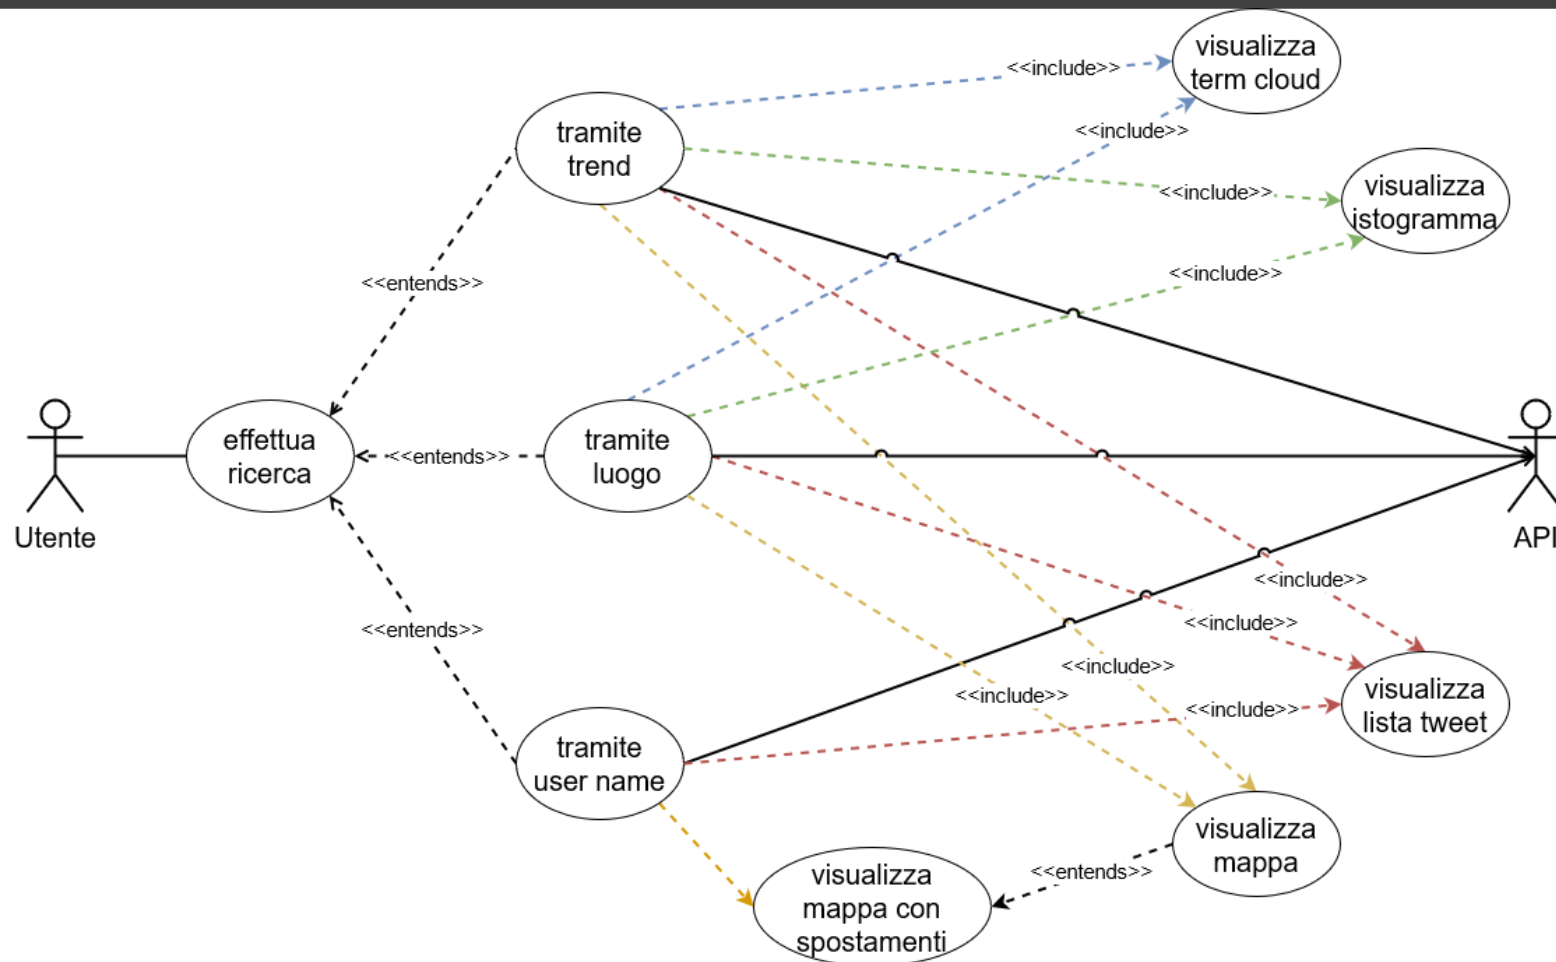 visualizza
term cloud
<<include>>
<<include>>
tramite
trend
visualizza
istogramma
<<include>>
<<include>>
<<entends>>
Utente
effettua
ricerca
<<entends>>
tramite
luogo
API
<<include>>
<<include>>
<<entends>>
<<include>>
<<include>>
<<include>>
visualizza
lista tweet
tramite
user name
visualizza
mappa
<<entends>>
visualizza
mappa con
spostamenti